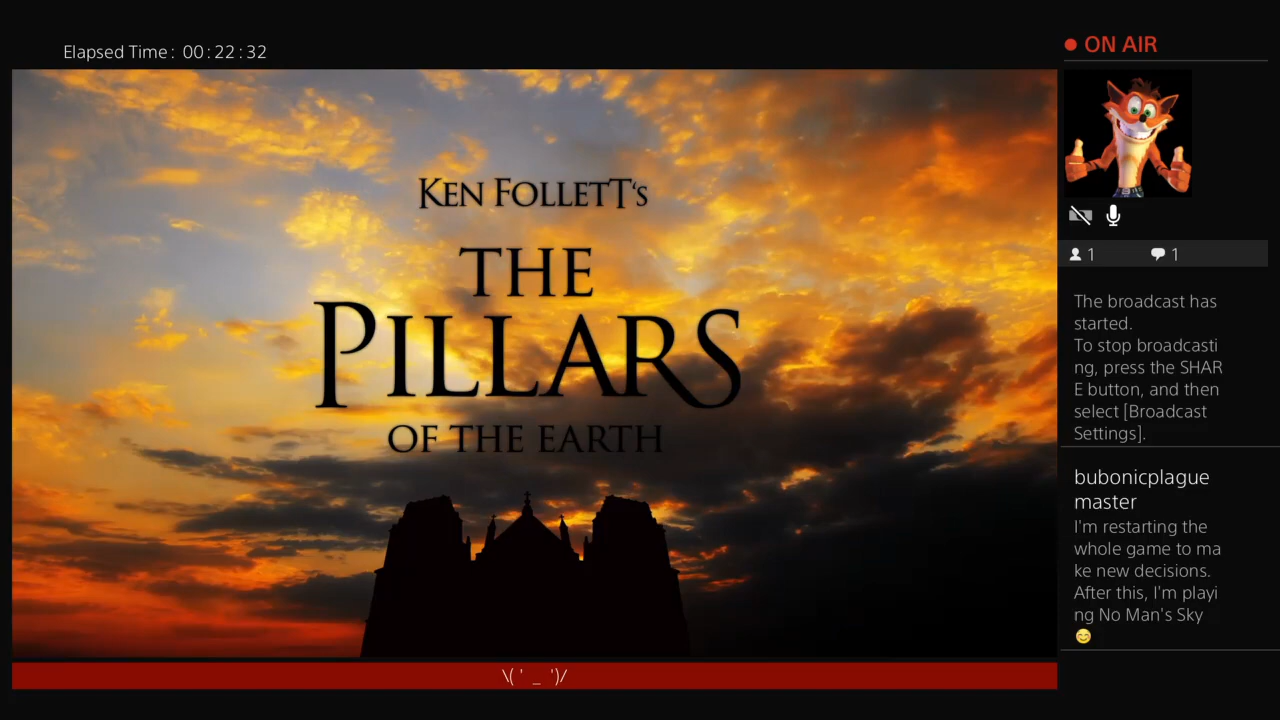 Elapsed Time: 00:22:32
ON AIR
KEN FOLLETT's
THE
PILLARS
OF THE EARTH
1 1
The broadcast has
started.
To stop broadcasti
ng, press the SHAR
E button, and then
select [Broadcast
Settings].
bubonicplague
master
I'm restarting the
whole game to ma
ke new decisions.
After this, I'm playi
ng No Man's Sky
😊
\( ' _ ')/